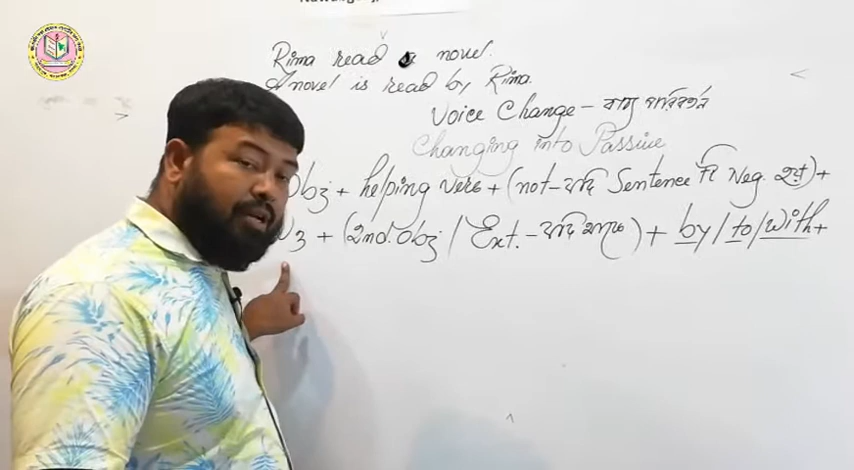 Rima read a novel.
A novel is read by Rima.
Voice Change - বাচ্য পরিবর্তন
Changing into Passive
Obj + helping verb + (not - যদি Sentence টি Neg. হয়) +
V3 + (2nd. Obj / Ext. - যদি থাকে) + by / to / with +